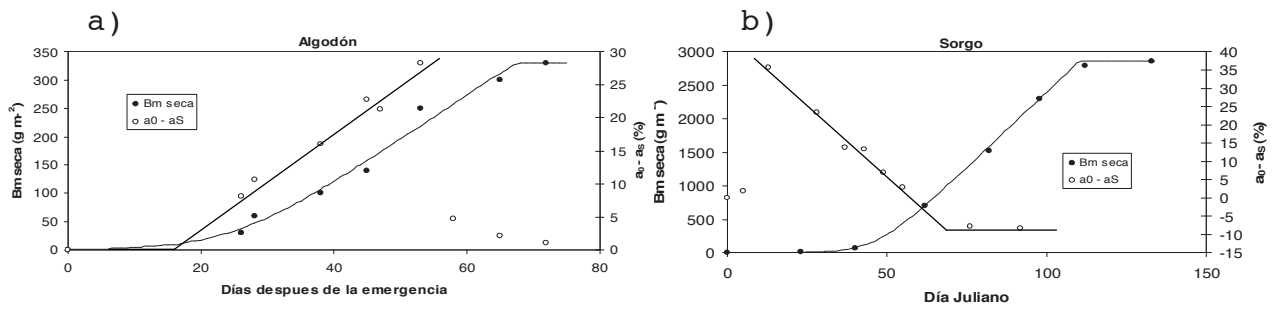 a)
Algodón
350
300
250
200
150
100
50
0
Bm seca (g m-2)
Bm seca
a0 - aS
30
25
20
15
10
5
0
a0- aS (%)
0 20 40 60 80
Días despues de la emergencia
b)
Sorgo
3000
2500
2000
1500
1000
500
0
Bm seca (g m-)
Bm seca
a0 - aS
40
35
30
25
20
15
10
5
0
-5
-10
-15
a0- aS (%)
0 50 100 150
Día Juliano